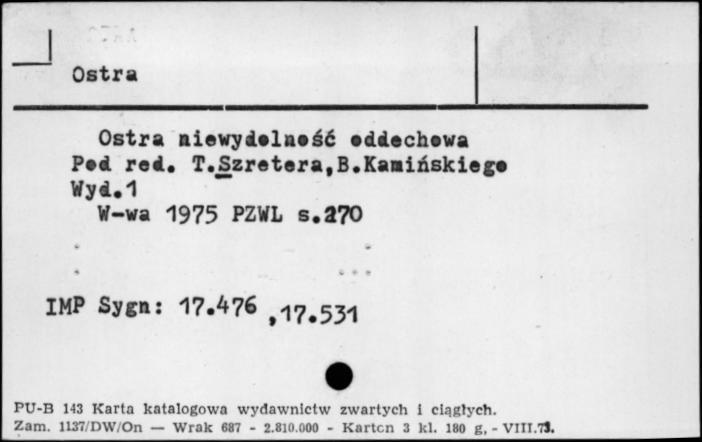 Ostra
Ostra niewydolność oddechowa
Pod red. T.Szretera,B.Kamińskiego
Wyd.1
W-wa 1975 PZWL s.270
IMP Sygn: 17.476 ,17.531
PU-B 143 Karta katalogowa wydawnictw zwartych i ciągłych.
Zam. 1137/DW/On — Wrak 687 - 2.810.000 - Karton 3 kl. 180 g, - VIII.73.